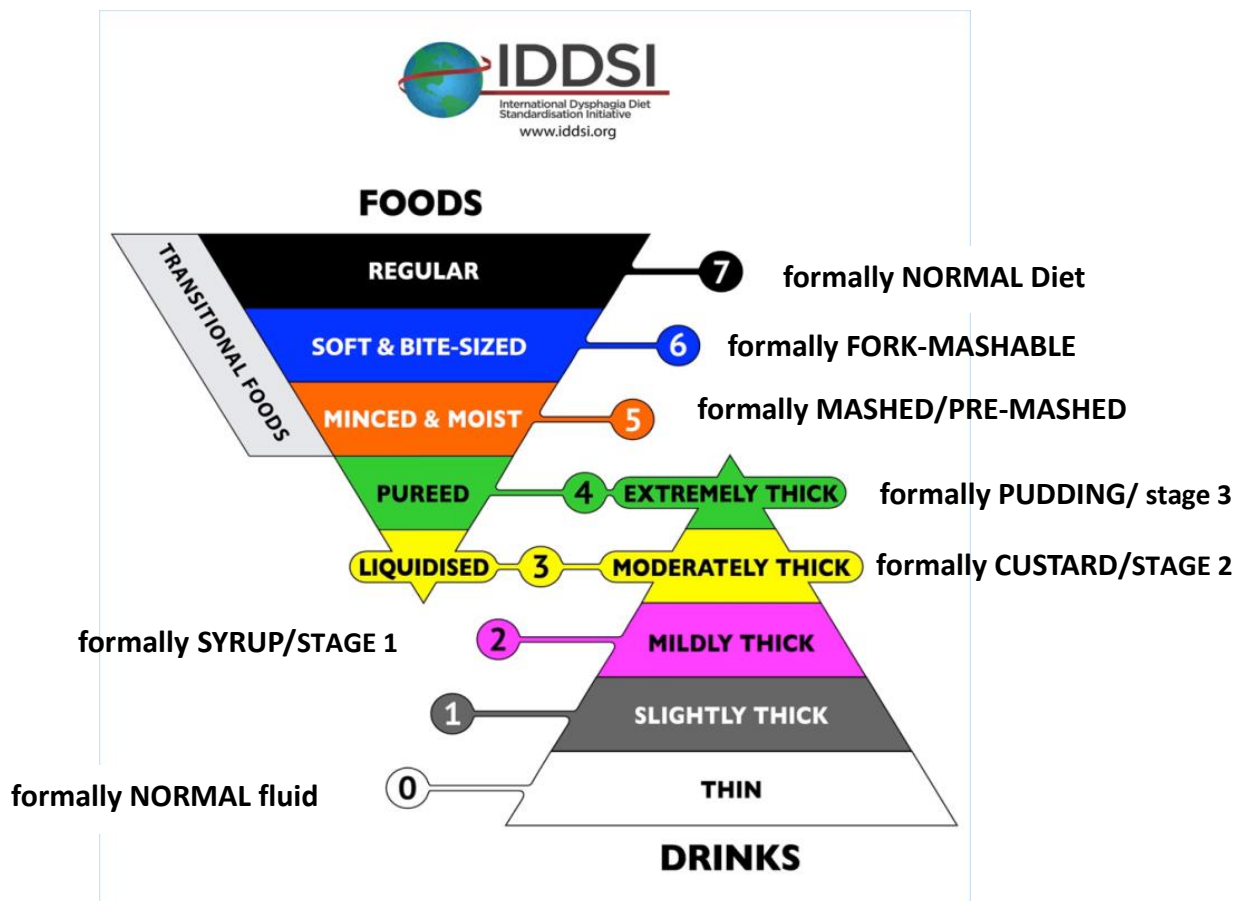 IDDSI
International Dysphagia Diet
Standardisation Initiative
www.iddsi.org
FOODS
TRANSITIONAL FOODS
REGULAR
7
formally NORMAL Diet
SOFT & BITE-SIZED
6
formally FORK-MASHABLE
MINCED & MOIST
5
formally MASHED/PRE-MASHED
PUREED
4
EXTREMELY THICK
formally PUDDING/ stage 3
LIQUIDISED
3
MODERATELY THICK
formally CUSTARD/STAGE 2
formally SYRUP/STAGE 1
2
MILDLY THICK
1
SLIGHTLY THICK
formally NORMAL fluid
0
THIN
DRINKS